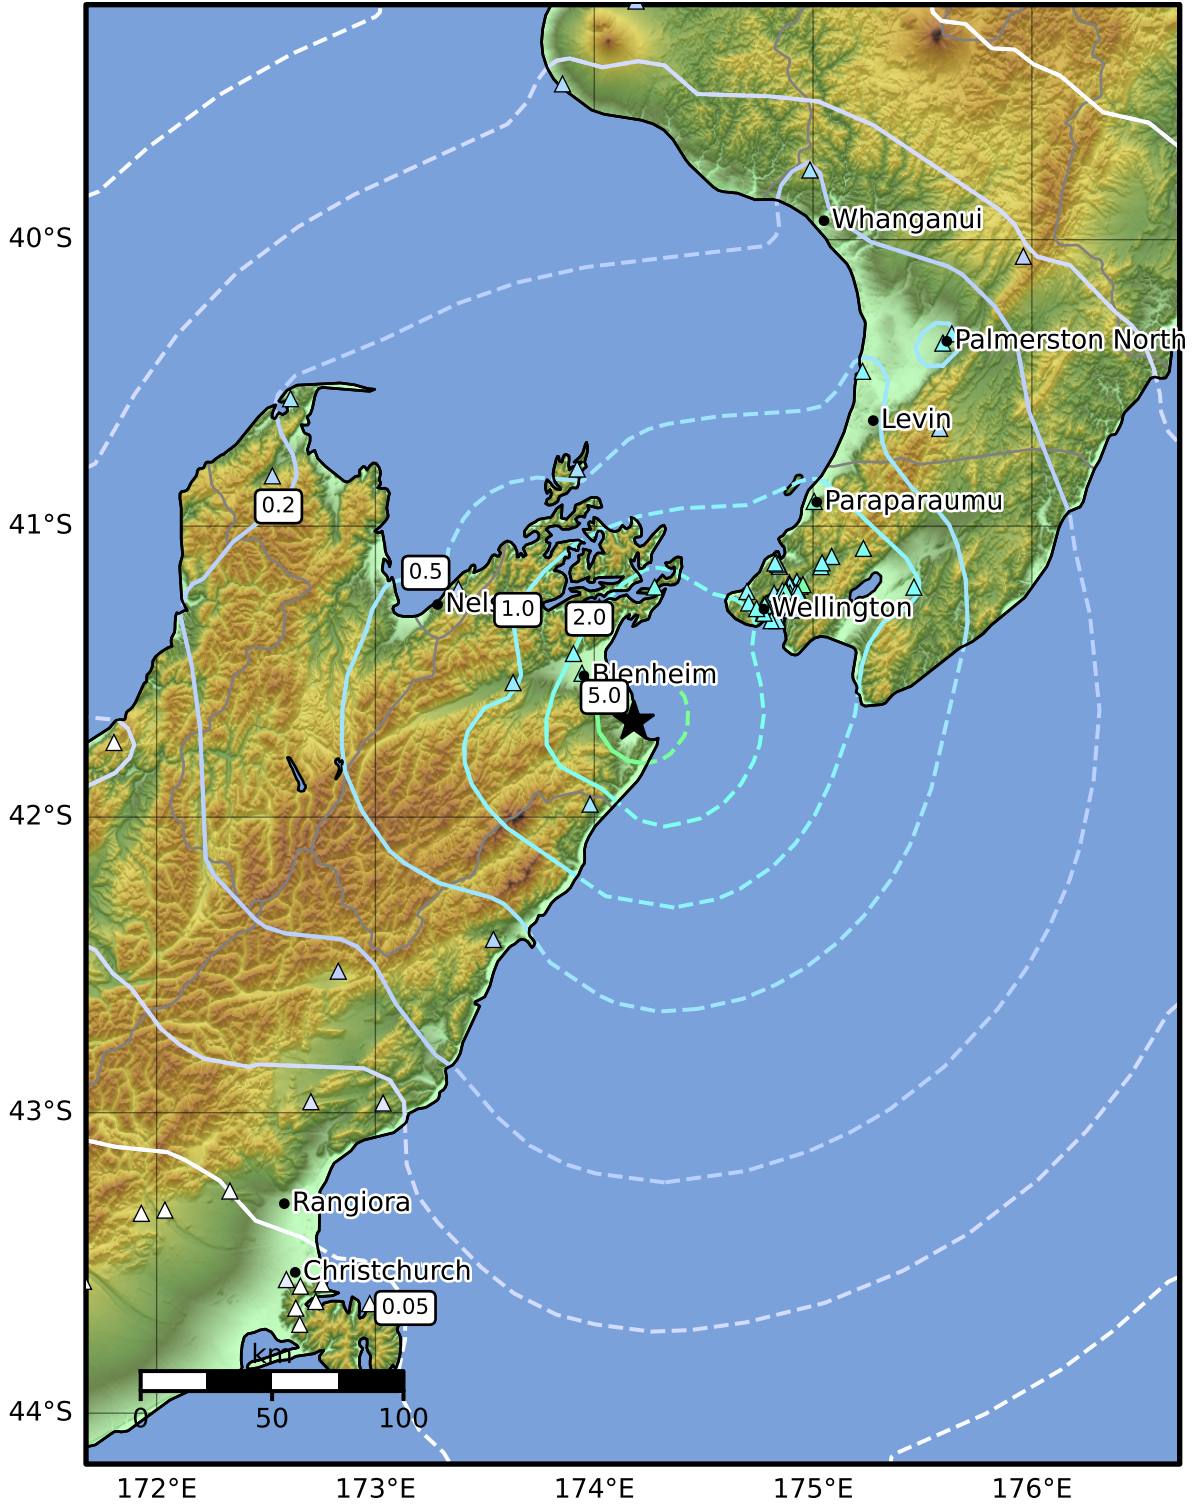 40°S
41°S
42°S
43°S
44°S
Whanganui
Palmerston North
Levin
Paraparaumu
0.2
0.5
Nels
1.0
2.0
Wellington
Blenheim
5.0
Rangiora
Christchurch
0.05
km
0
50
100
172°E
173°E
174°E
175°E
176°E